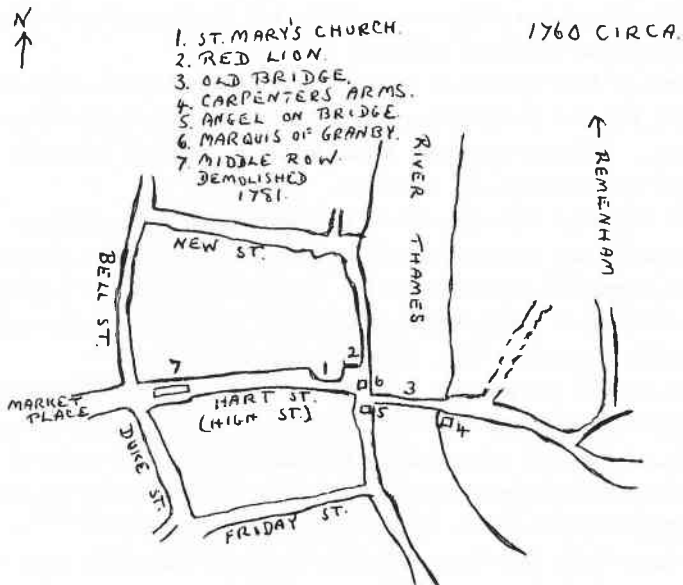 N
1760 CIRCA.
1. ST. MARY'S CHURCH.
2. RED LION.
3. OLD BRIDGE.
4. CARPENTERS ARMS.
5. ANGEL ON BRIDGE.
6. MARQUIS OF GRANBY.
7. MIDDLE ROW.
DEMOLISHED
1781.
RIVER THAMES
REMENHAM
BELL ST.
NEW ST.
7
1
2
6
3
5
4
MARKET
PLACE
HART ST.
(HIGH ST.)
DUKE ST.
FRIDAY ST.